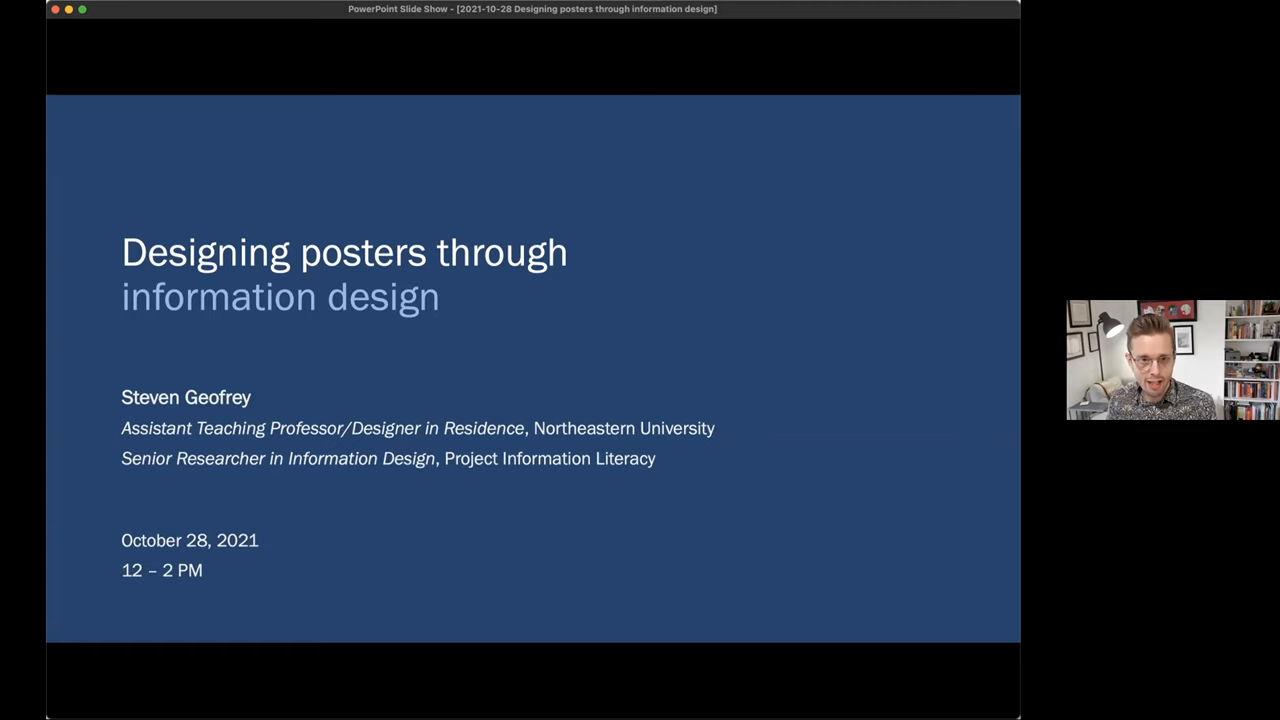 PowerPoint Slide Show - [2021-10-28 Designing posters through information design]
Designing posters through
information design
Steven Geofrey
Assistant Teaching Professor/Designer in Residence, Northeastern University
Senior Researcher in Information Design, Project Information Literacy
October 28, 2021
12 – 2 PM